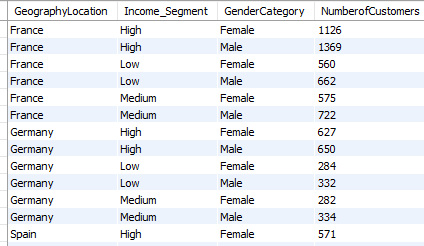 GeographyLocation Income_Segment GenderCategory NumberofCustomers
France High Female 1126
France High Male 1369
France Low Female 560
France Low Male 662
France Medium Female 575
France Medium Male 722
Germany High Female 627
Germany High Male 650
Germany Low Female 284
Germany Low Male 332
Germany Medium Female 282
Germany Medium Male 334
Spain High Female 571